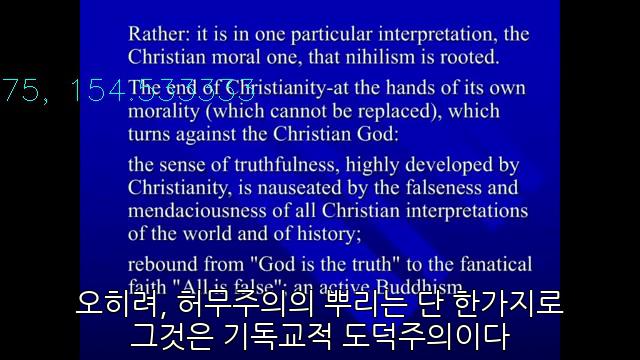 Rather: it is in one particular interpretation, the
Christian moral one, that nihilism is rooted.
75, 154.533333
The end of Christianity-at the hands of its own
morality (which cannot be replaced), which
turns against the Christian God:
the sense of truthfulness, highly developed by
Christianity, is nauseated by the falseness and
mendaciousness of all Christian interpretations
of the world and of history;
rebound from "God is the truth" to the fanatical
faith "All is false"; an active Buddhism
오히려, 허무주의의 뿌리는 단 한가지로
그것은 기독교적 도덕주의이다